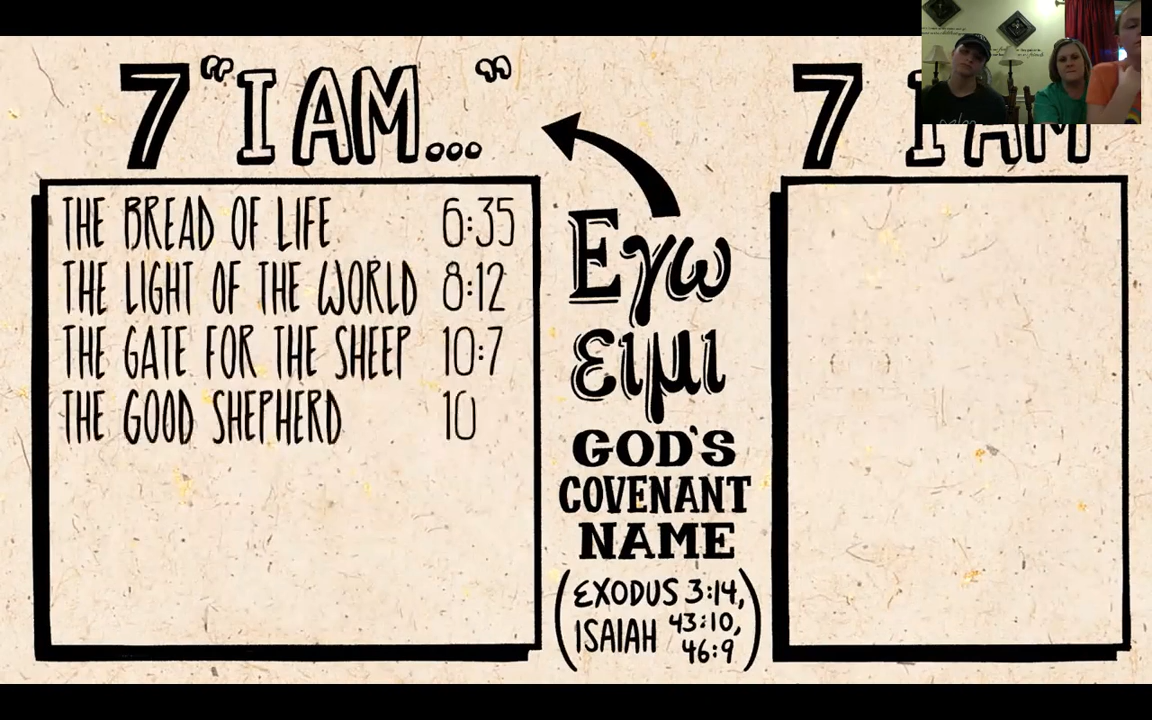 7 "I AM... "
THE BREAD OF LIFE 6:35
THE LIGHT OF THE WORLD 8:12
THE GATE FOR THE SHEEP 10:7
THE GOOD SHEPHERD 10
Εγω
ειμι
GOD'S
COVENANT
NAME
(EXODUS 3:14,
ISAIAH 43:10,
46:9)
7 I AM